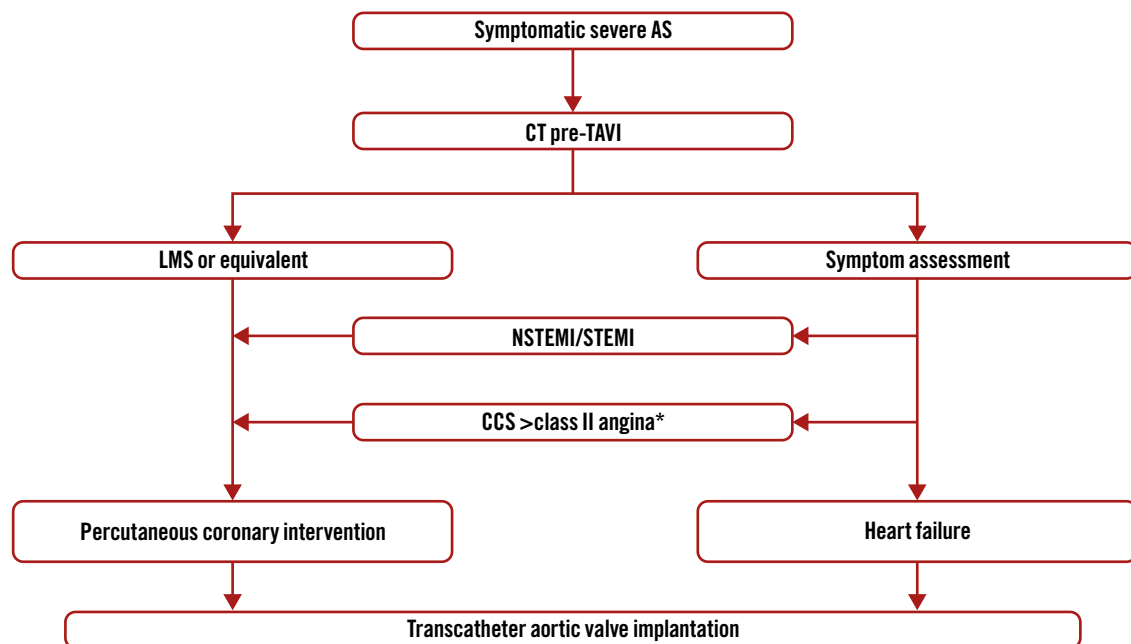 Symptomatic severe AS
CT pre-TAVI
LMS or equivalent
Symptom assessment
NSTEMI/STEMI
CCS >class II angina*
Percutaneous coronary intervention
Heart failure
Transcatheter aortic valve implantation